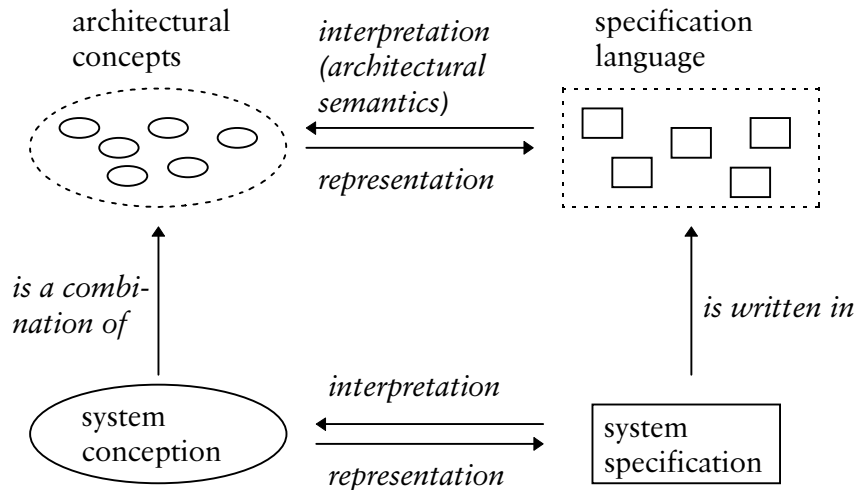 architectural
concepts
interpretation
(architectural
semantics)
specification
language
representation
is a combi-
nation of
is written in
system
conception
interpretation
representation
system
specification